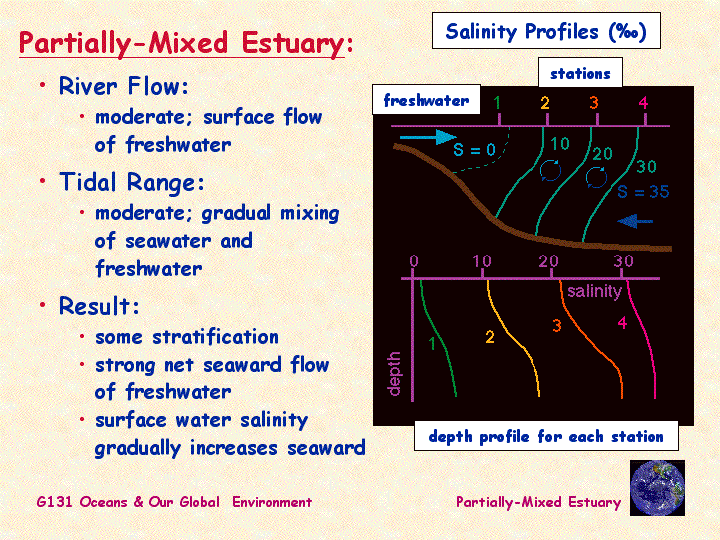 Partially-Mixed Estuary:
• River Flow:
• moderate; surface flow
of freshwater
• Tidal Range:
• moderate; gradual mixing
of seawater and
freshwater
• Result:
• some stratification
• strong net seaward flow
of freshwater
• surface water salinity
gradually increases seaward
Salinity Profiles (‰)
stations
freshwater
1 2 3 4
S = 0
10
20
30
S = 35
0 10 20 30
salinity
depth
1
2
3
4
depth profile for each station
G131 Oceans & Our Global Environment
Partially-Mixed Estuary